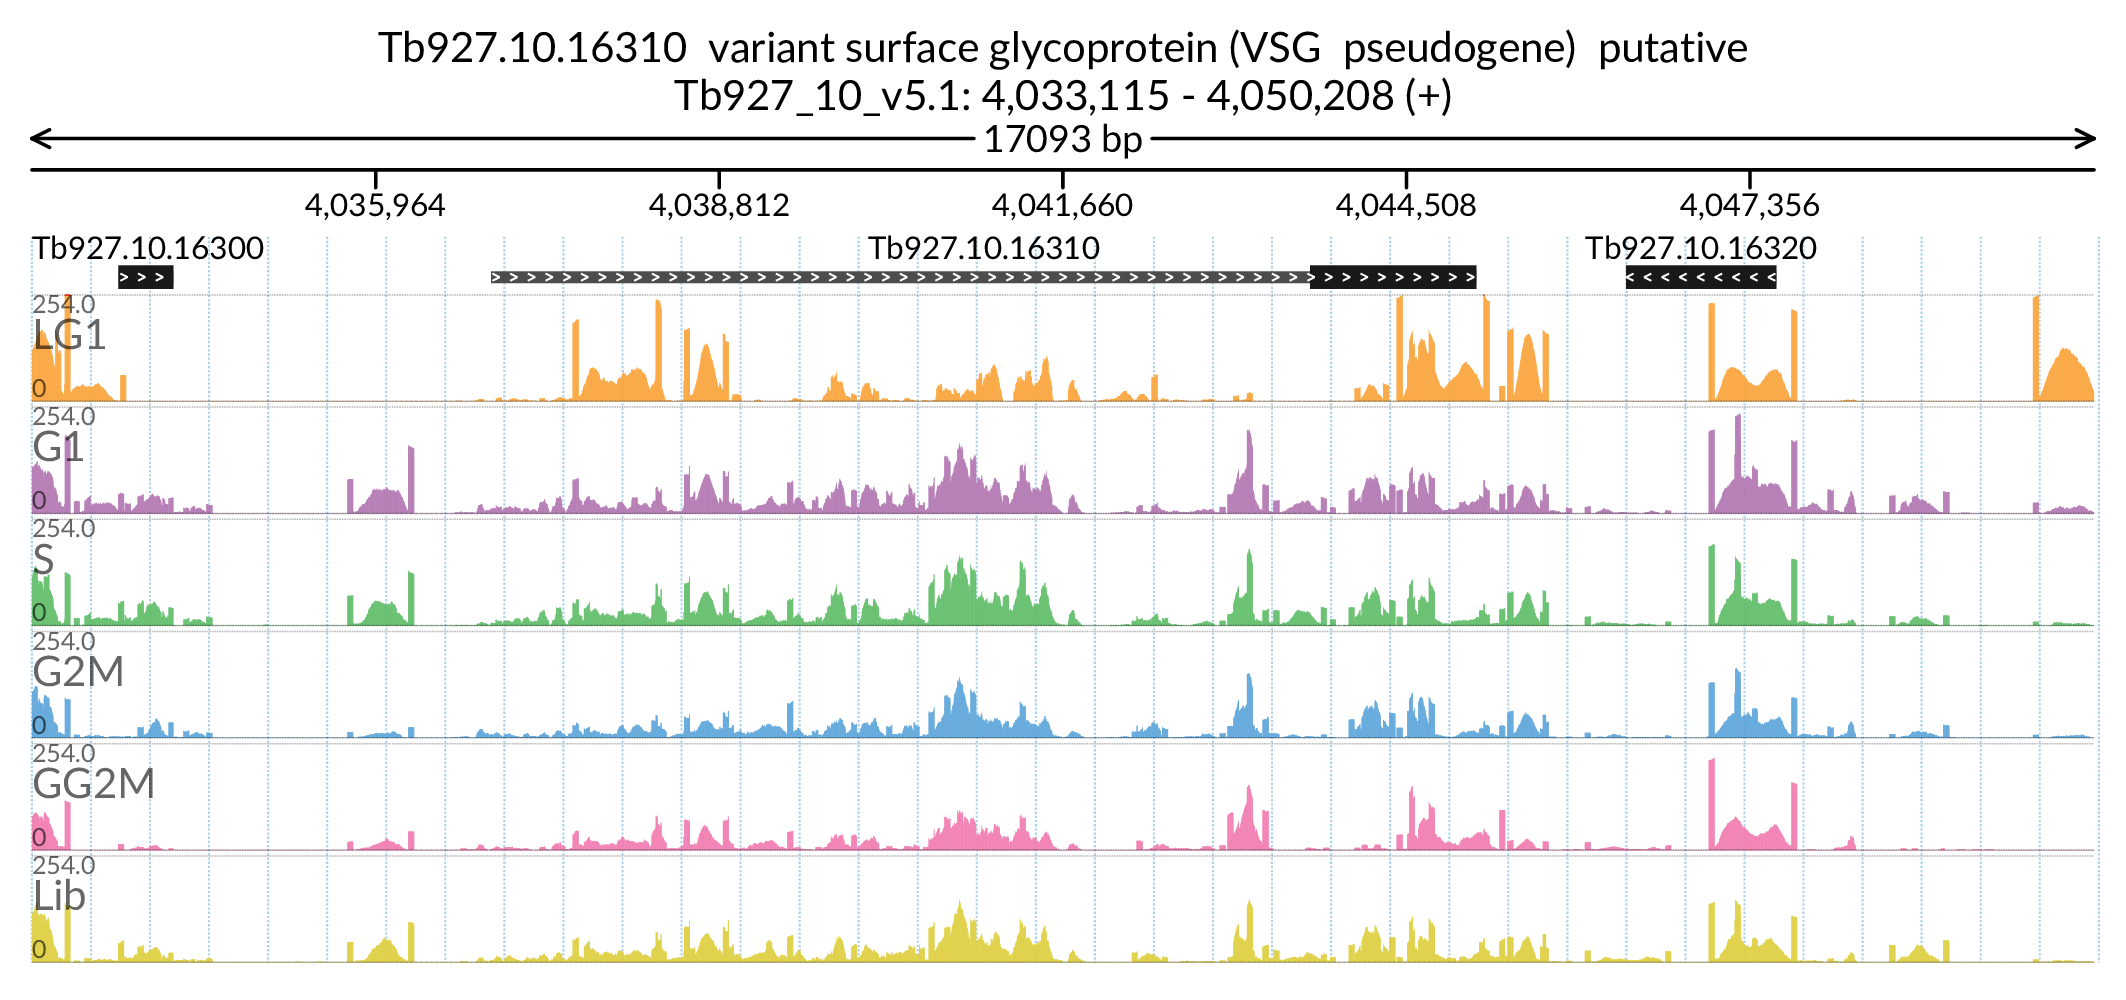 Tb927.10.16310 variant surface glycoprotein (VSG pseudogene) putative
Tb927_10_v5.1: 4,033,115 - 4,050,208 (+)
17093 bp
4,035,964 4,038,812 4,041,660 4,044,508 4,047,356
Tb927.10.16300 Tb927.10.16310 Tb927.10.16320
254.0
LG1
0
254.0
G1
0
254.0
S
0
254.0
G2M
0
254.0
GG2M
0
254.0
Lib
0